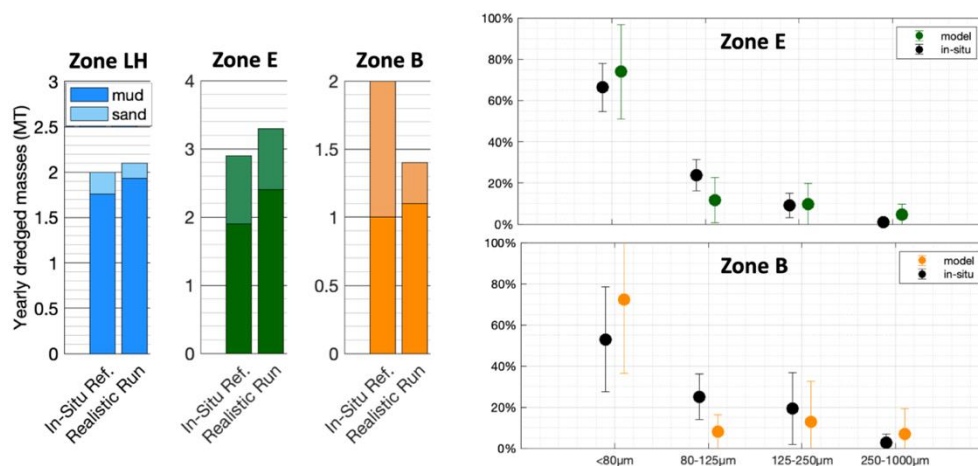 Zone LH
Zone E
Zone B
Yearly dredged masses (MT)
3
2.5
2
1.5
1
0.5
0
mud
sand
4
3
2
1
0
2
1.5
1
0.5
0
In-Situ Ref.
Realistic Run
In-Situ Ref.
Realistic Run
In-Situ Ref.
Realistic Run
100%
80%
60%
40%
20%
0%
Zone E
model
in-situ
100%
80%
60%
40%
20%
0%
Zone B
model
in-situ
<80μm
80-125μm
125-250μm
250-1000μm